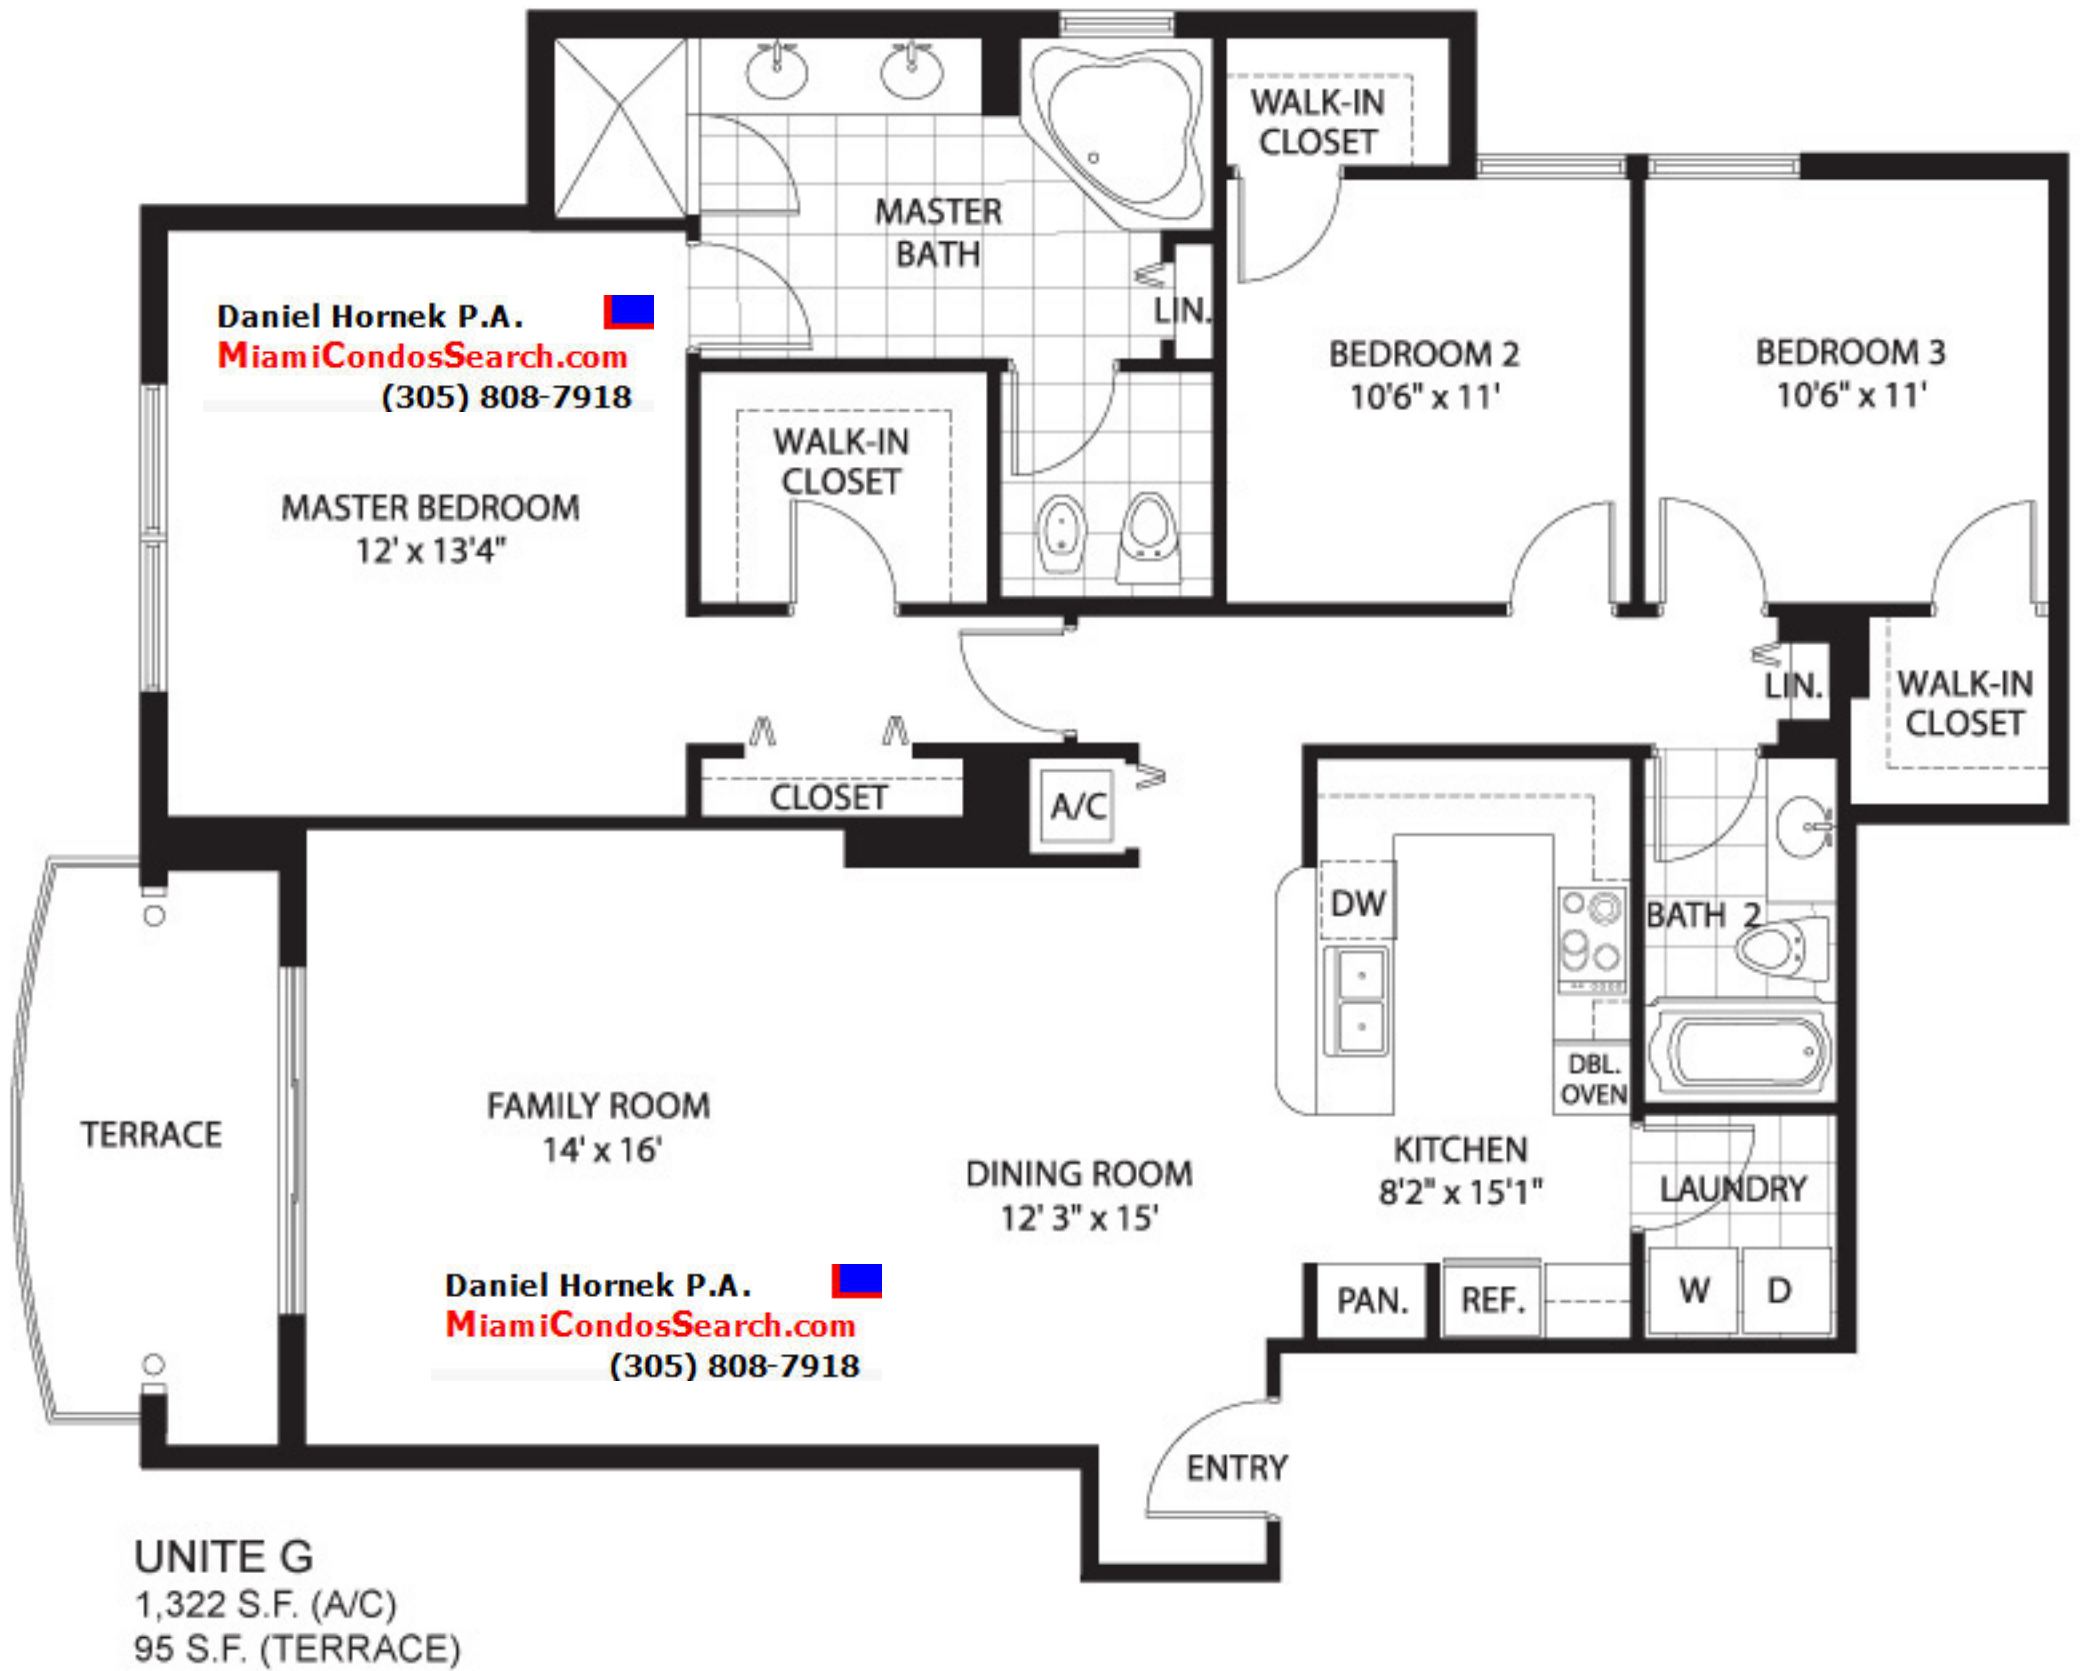 WALK-IN
CLOSET
MASTER
BATH
LIN.
Daniel Hornek P.A.
MiamiCondosSearch.com
(305) 808-7918
BEDROOM 2
10'6" x 11'
BEDROOM 3
10'6" x 11'
WALK-IN
CLOSET
MASTER BEDROOM
12' x 13'4"
LIN.
WALK-IN
CLOSET
CLOSET
A/C
DW
BATH 2
DBL.
OVEN
TERRACE
FAMILY ROOM
14' x 16'
DINING ROOM
12' 3" x 15'
KITCHEN
8'2" x 15'1"
LAUNDRY
Daniel Hornek P.A.
MiamiCondosSearch.com
(305) 808-7918
PAN.
REF.
W
D
ENTRY
UNITE G
1,322 S.F. (A/C)
95 S.F. (TERRACE)